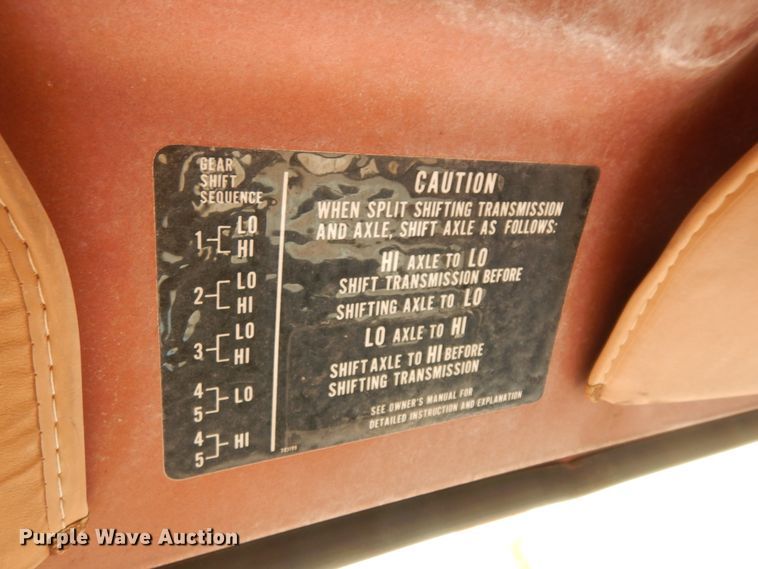 GEAR
SHIFT
SEQUENCE
1 LO
HI
2 LO
HI
3 LO
HI
4
5 LO
4
5 HI
CAUTION
WHEN SPLIT SHIFTING TRANSMISSION
AND AXLE, SHIFT AXLE AS FOLLOWS:
HI AXLE TO LO
SHIFT TRANSMISSION BEFORE
SHIFTING AXLE TO LO
LO AXLE TO HI
SHIFT AXLE TO HI BEFORE
SHIFTING TRANSMISSION
SEE OWNER'S MANUAL FOR
DETAILED INSTRUCTION AND EXPLANATION
Purple Wave Auction